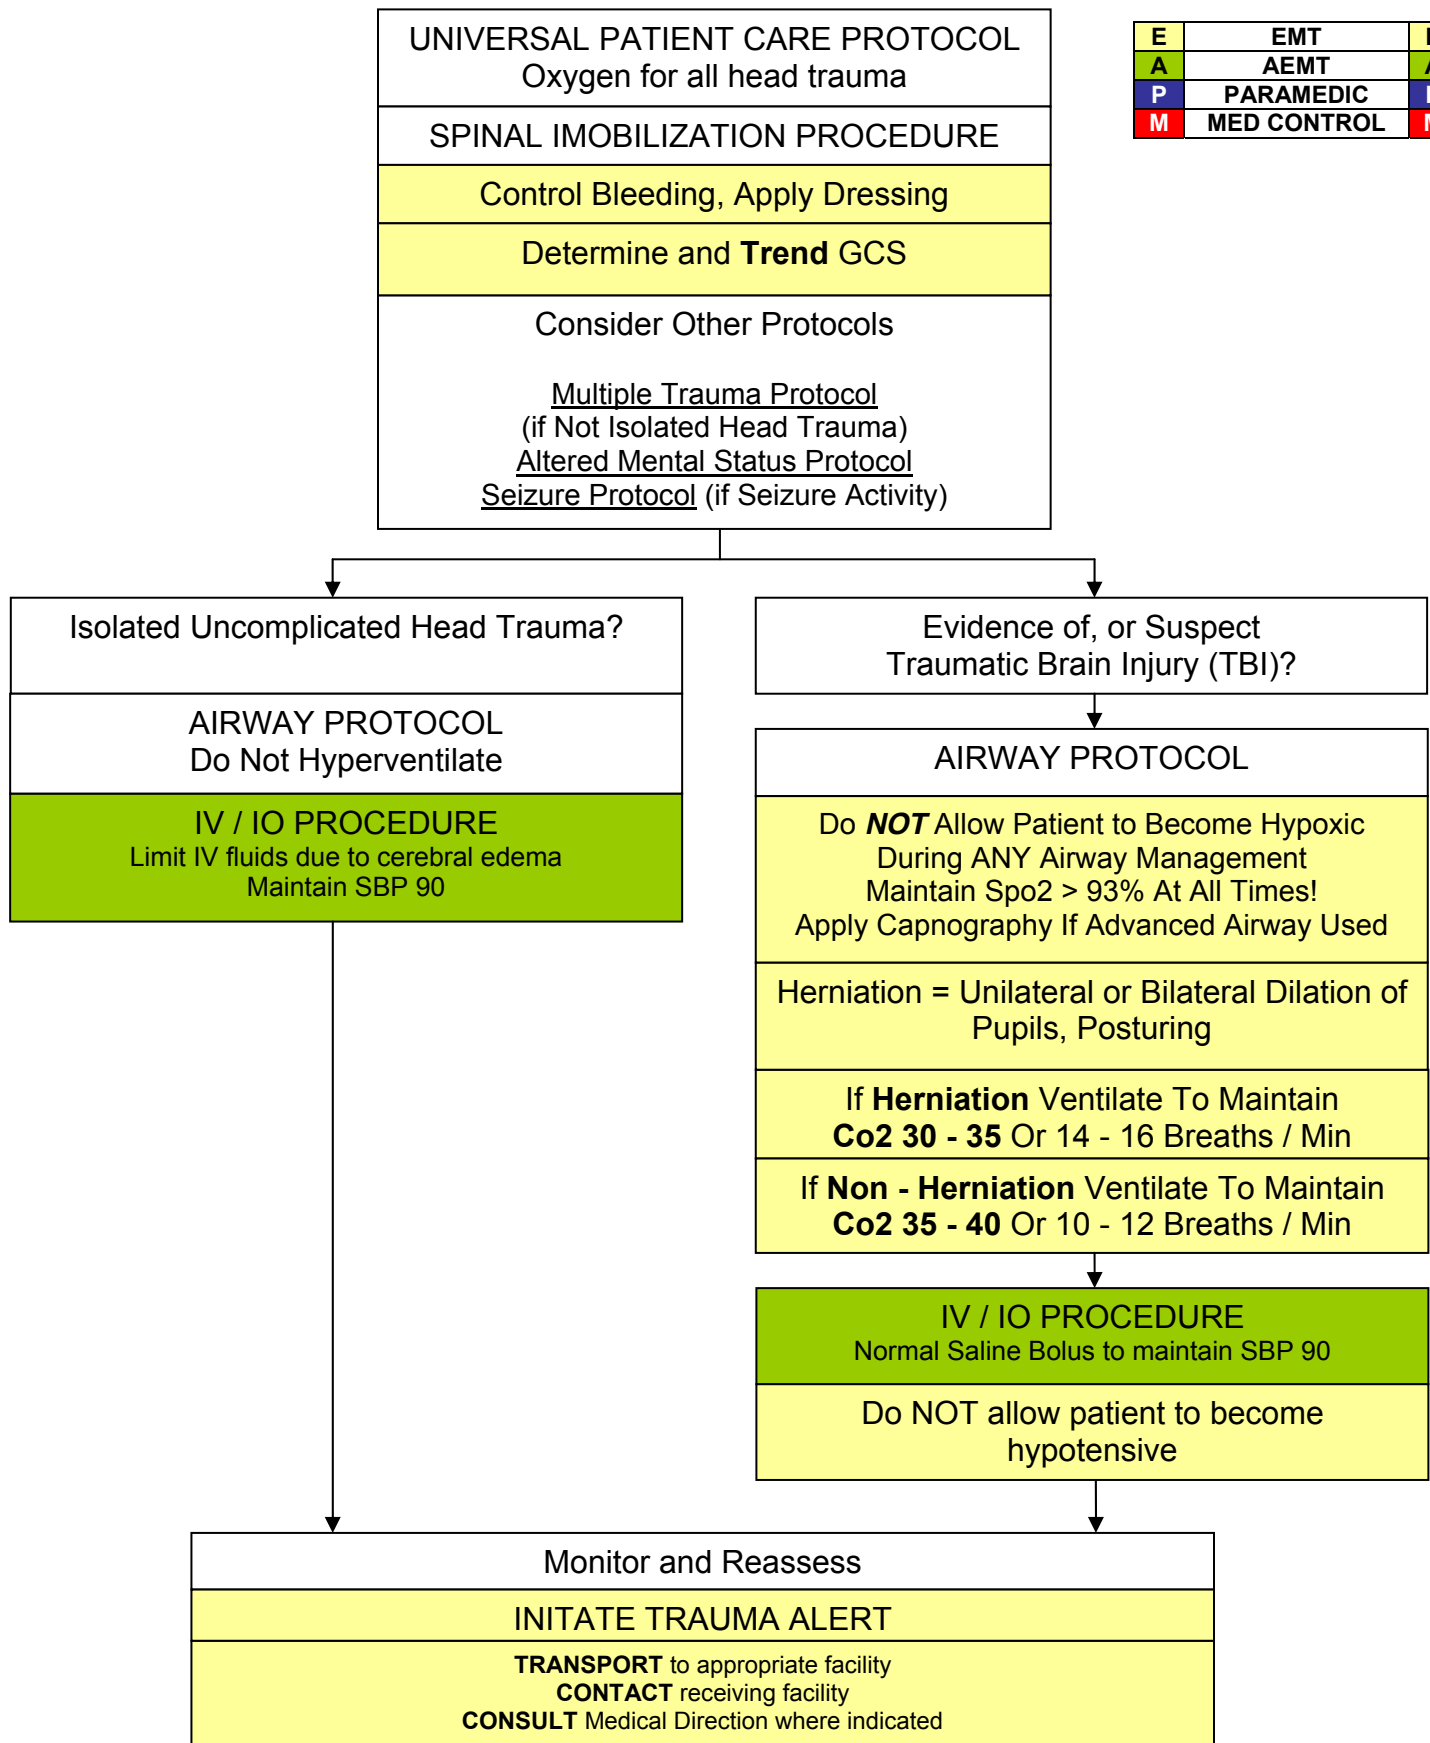 UNIVERSAL PATIENT CARE PROTOCOL
Oxygen for all head trauma
SPINAL IMOBILIZATION PROCEDURE
Control Bleeding, Apply Dressing
Determine and Trend GCS
Consider Other Protocols
Multiple Trauma Protocol
(if Not Isolated Head Trauma)
Altered Mental Status Protocol
Seizure Protocol (if Seizure Activity)
E EMT
A AEMT
P PARAMEDIC
M MED CONTROL
Isolated Uncomplicated Head Trauma?
AIRWAY PROTOCOL
Do Not Hyperventilate
IV / IO PROCEDURE
Limit IV fluids due to cerebral edema
Maintain SBP 90
Evidence of, or Suspect
Traumatic Brain Injury (TBI)?
AIRWAY PROTOCOL
Do NOT Allow Patient to Become Hypoxic
During ANY Airway Management
Maintain Spo2 > 93% At All Times!
Apply Capnography If Advanced Airway Used
Herniation = Unilateral or Bilateral Dilation of
Pupils, Posturing
If Herniation Ventilate To Maintain
Co2 30 - 35 Or 14 - 16 Breaths / Min
If Non - Herniation Ventilate To Maintain
Co2 35 - 40 Or 10 - 12 Breaths / Min
IV / IO PROCEDURE
Normal Saline Bolus to maintain SBP 90
Do NOT allow patient to become
hypotensive
Monitor and Reassess
INITATE TRAUMA ALERT
TRANSPORT to appropriate facility
CONTACT receiving facility
CONSULT Medical Direction where indicated